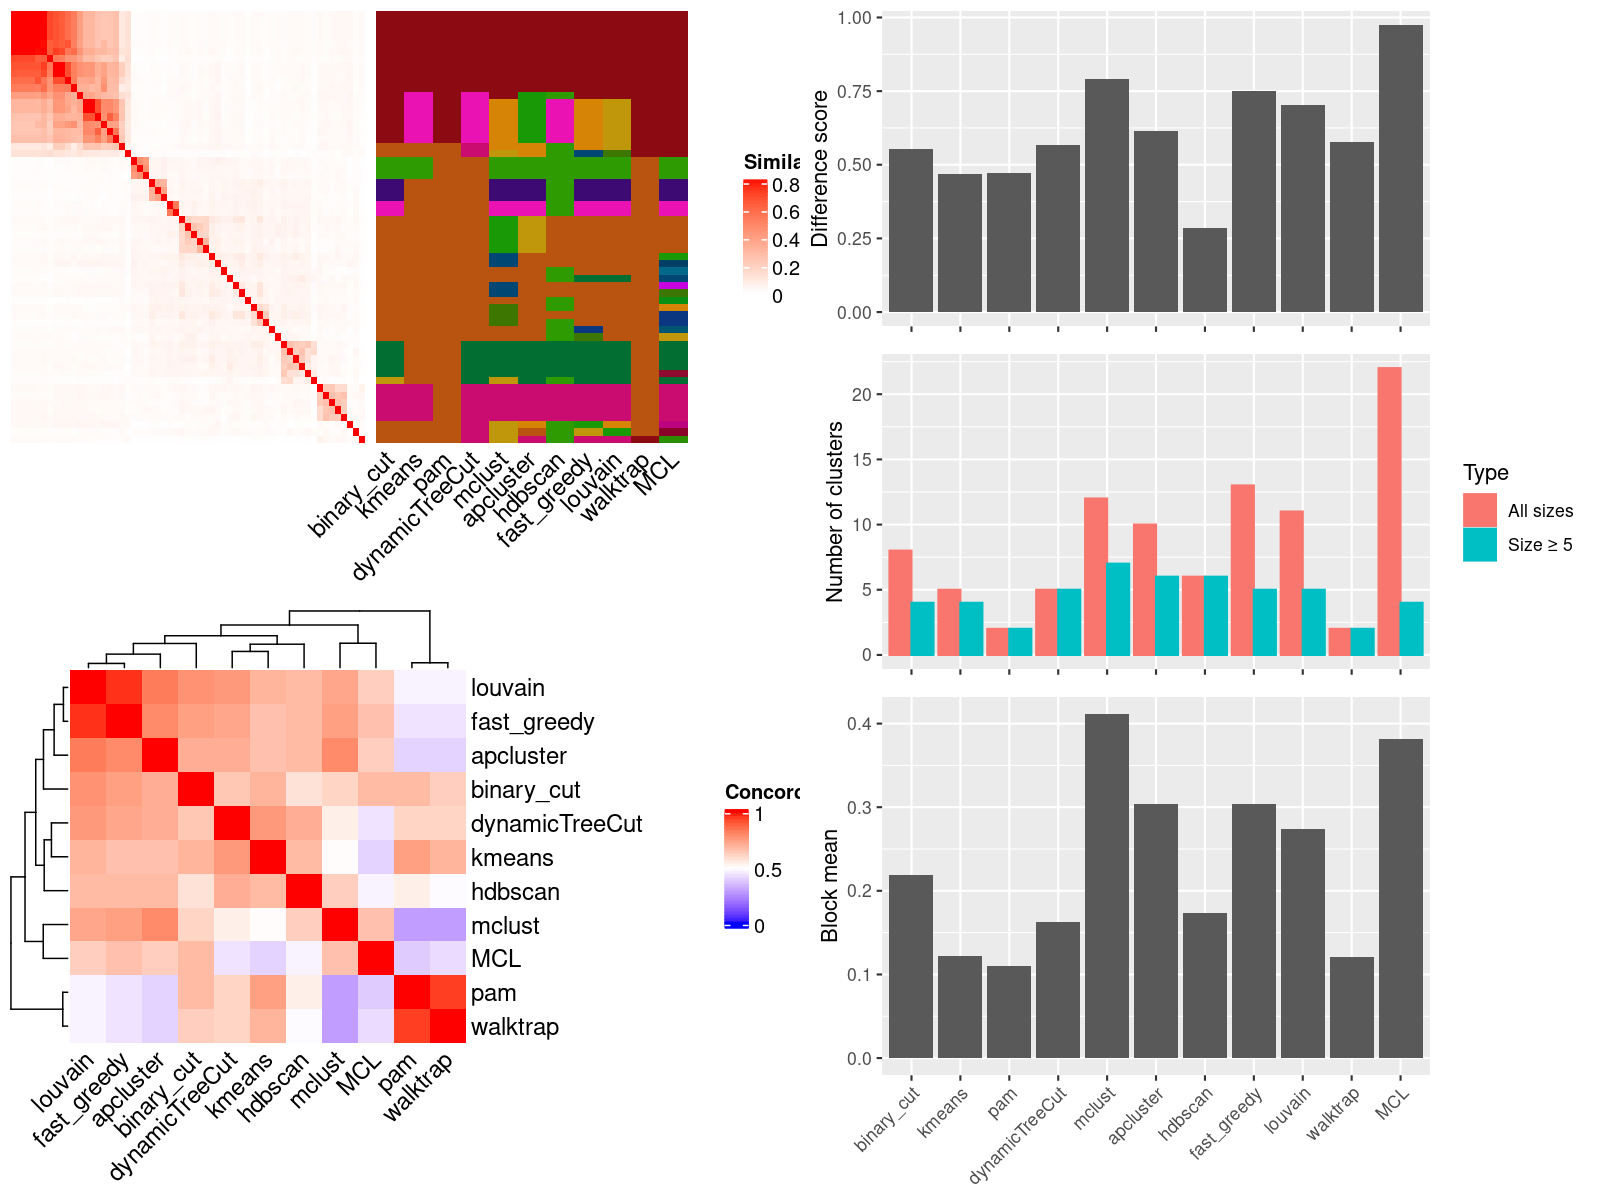 Simila
0.8
0.6
0.4
0.2
0
binary_cut
kmeans
pam
dynamicTreeCut
mclust
apcluster
hdbscan
fast_greedy
louvain
walktrap
MCL
louvain
fast_greedy
apcluster
binary_cut
dynamicTreeCut
kmeans
hdbscan
mclust
MCL
pam
walktrap
Concord
1
0.5
0
louvain
fast_greedy
apcluster
binary_cut
dynamicTreeCut
kmeans
hdbscan
mclust
MCL
pam
walktrap
Difference score
1.00
0.75
0.50
0.25
0.00
Number of clusters
20
15
10
5
0
Type
All sizes
Size ≥ 5
Block mean
0.4
0.3
0.2
0.1
0.0
binary_cut
kmeans
pam
dynamicTreeCut
mclust
apcluster
hdbscan
fast_greedy
louvain
walktrap
MCL